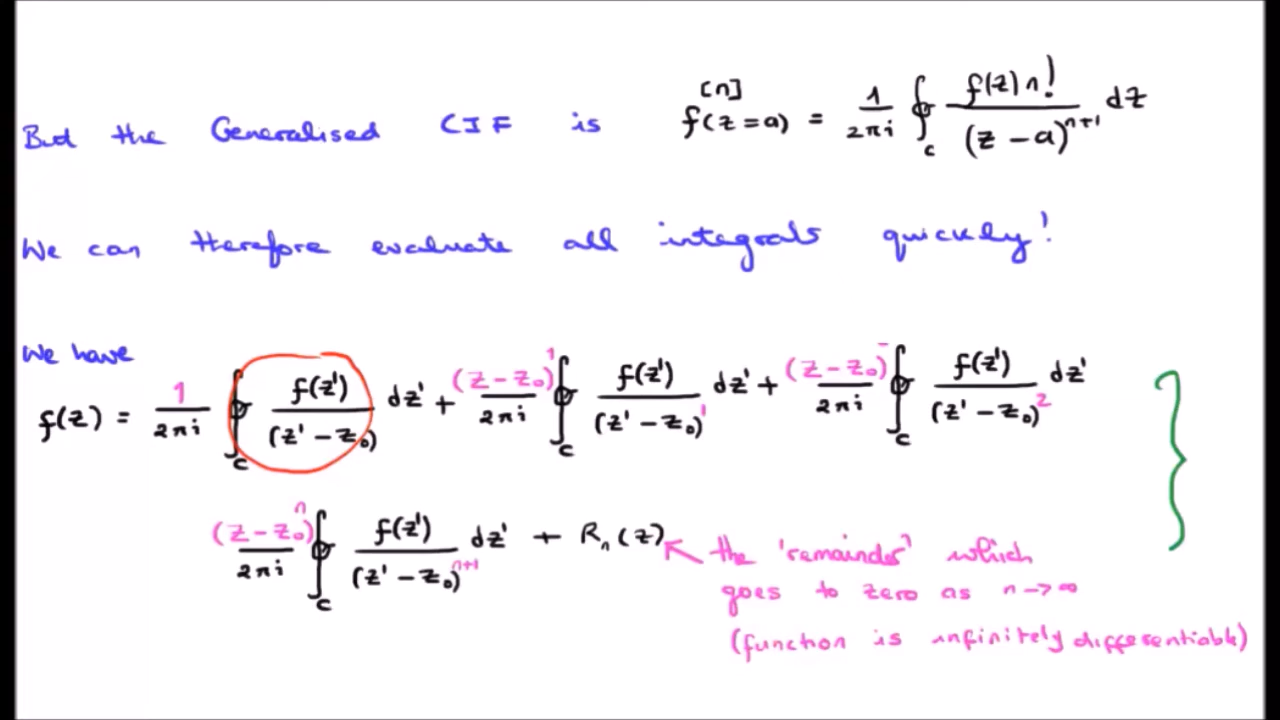 But the Generalised CIF is f^[n](z=a) = 1/2πi ∮_c f(z)n!/(z-a)^n+1 dz
We can therefore evaluate all integrals quickly!
We have
f(z) = 1/2πi ∮_c f(z')/(z'-z₀) dz' + (z-z₀)^1/2πi ∮_c f(z')/(z'-z₀)^1 dz' + (z-z₀)^-/2πi ∮_c f(z')/(z'-z₀)^2 dz'
(z-z₀)^n/2πi ∮_c f(z')/(z'-z₀)^n+1 dz' + Rₙ(z) the 'remainder' which
goes to zero as n→∞
(function is infinitely differentiable)